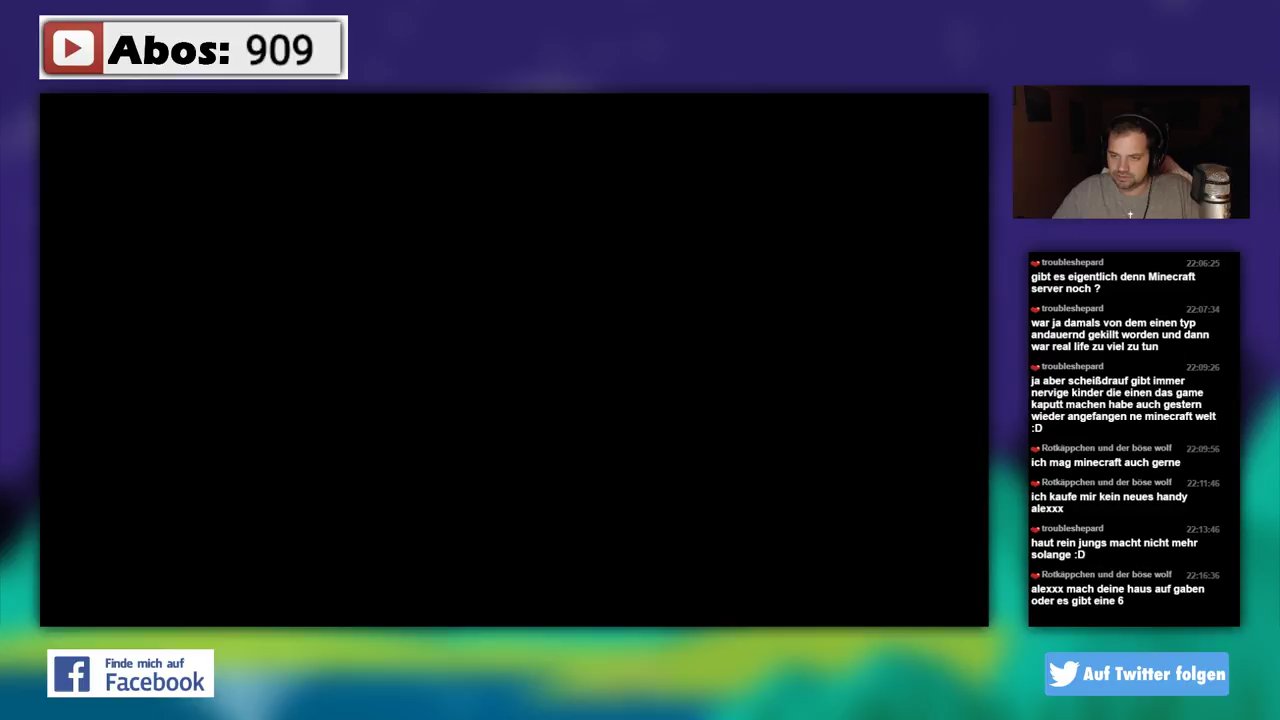 Abos: 909
troubleshepard 22:06:25
gibt es eigentlich denn Minecraft
server noch ?
troubleshepard 22:07:34
war ja damals von dem einen typ
andauernd gekillt worden und dann
war real life zu viel zu tun
troubleshepard 22:09:26
ja aber scheißdrauf gibt immer
nervige kinder die einen das game
kaputt machen habe auch gestern
wieder angefangen ne minecraft welt
:D
Rotkäppchen und der böse wolf 22:09:56
ich mag minecraft auch gerne
Rotkäppchen und der böse wolf 22:11:46
ich kaufe mir kein neues handy
alexxx
troubleshepard 22:13:46
haut rein jungs macht nicht mehr
solange :D
Rotkäppchen und der böse wolf 22:16:36
alexxx mach deine haus auf gaben
oder es gibt eine 6
Finde mich auf
Facebook
Auf Twitter folgen